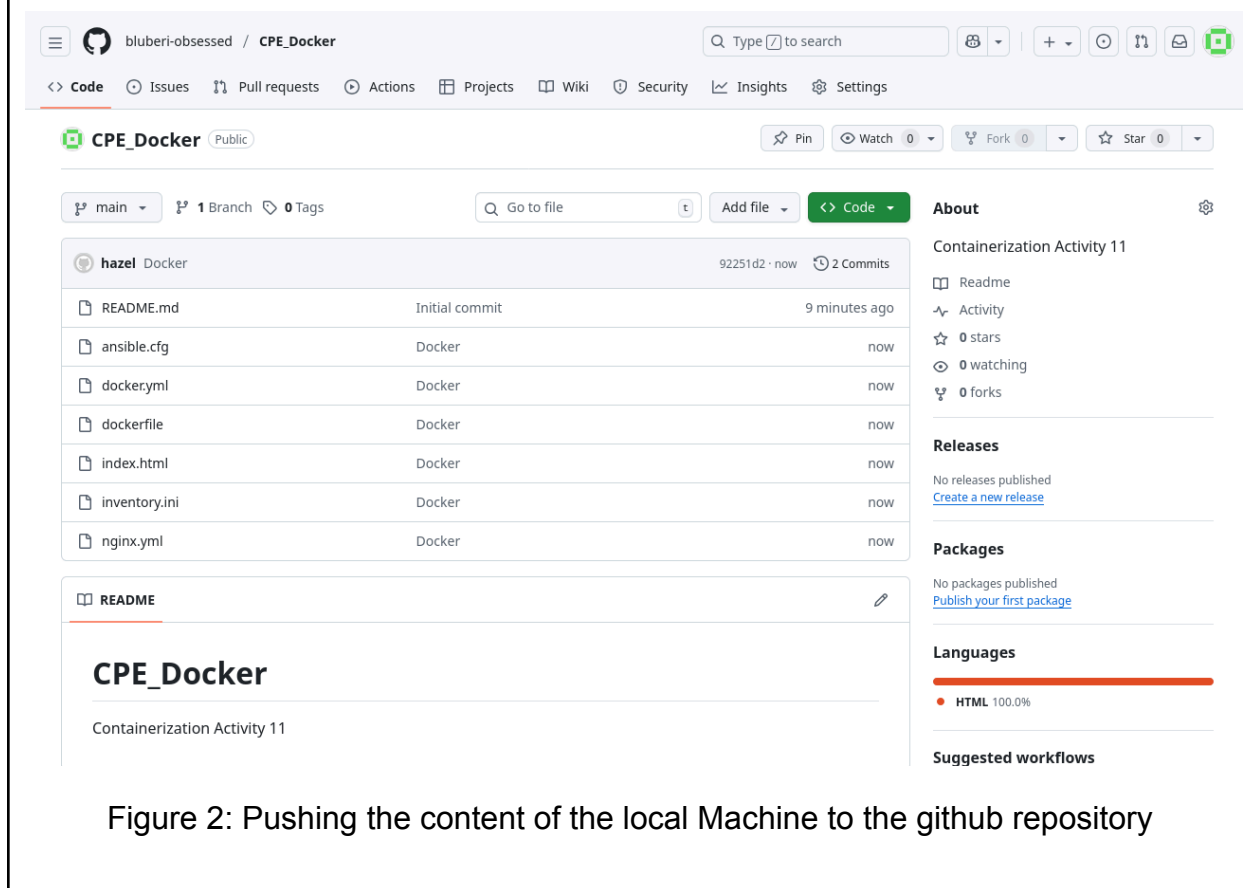 bluberi-obsessed / CPE_Docker
Type / to search
Code Issues Pull requests Actions Projects Wiki Security Insights Settings
CPE_Docker Public
Pin Watch 0 Fork 0 Star 0
main 1 Branch 0 Tags
Go to file t
Add file
Code
hazel Docker 92251d2 · now 2 Commits
README.md Initial commit 9 minutes ago
ansible.cfg Docker now
docker.yml Docker now
dockerfile Docker now
index.html Docker now
inventory.ini Docker now
nginx.yml Docker now
README
CPE_Docker
Containerization Activity 11
About
Containerization Activity 11
Readme
Activity
0 stars
0 watching
0 forks
Releases
No releases published
Create a new release
Packages
No packages published
Publish your first package
Languages
HTML 100.0%
Suggested workflows
Figure 2: Pushing the content of the local Machine to the github repository